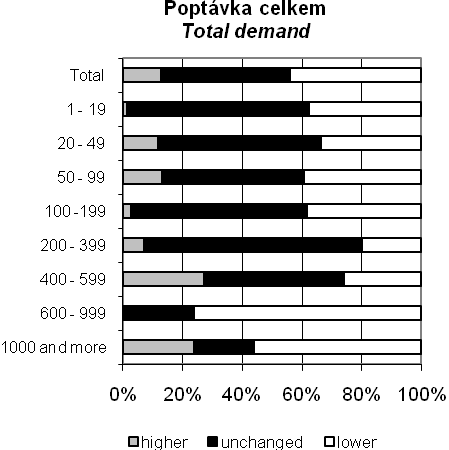 Poptávka celkem
Total demand
Total
1 - 19
20 - 49
50 - 99
100 -199
200 - 399
400 - 599
600 - 999
1000 and more
0% 20% 40% 60% 80% 100%
higher unchanged lower